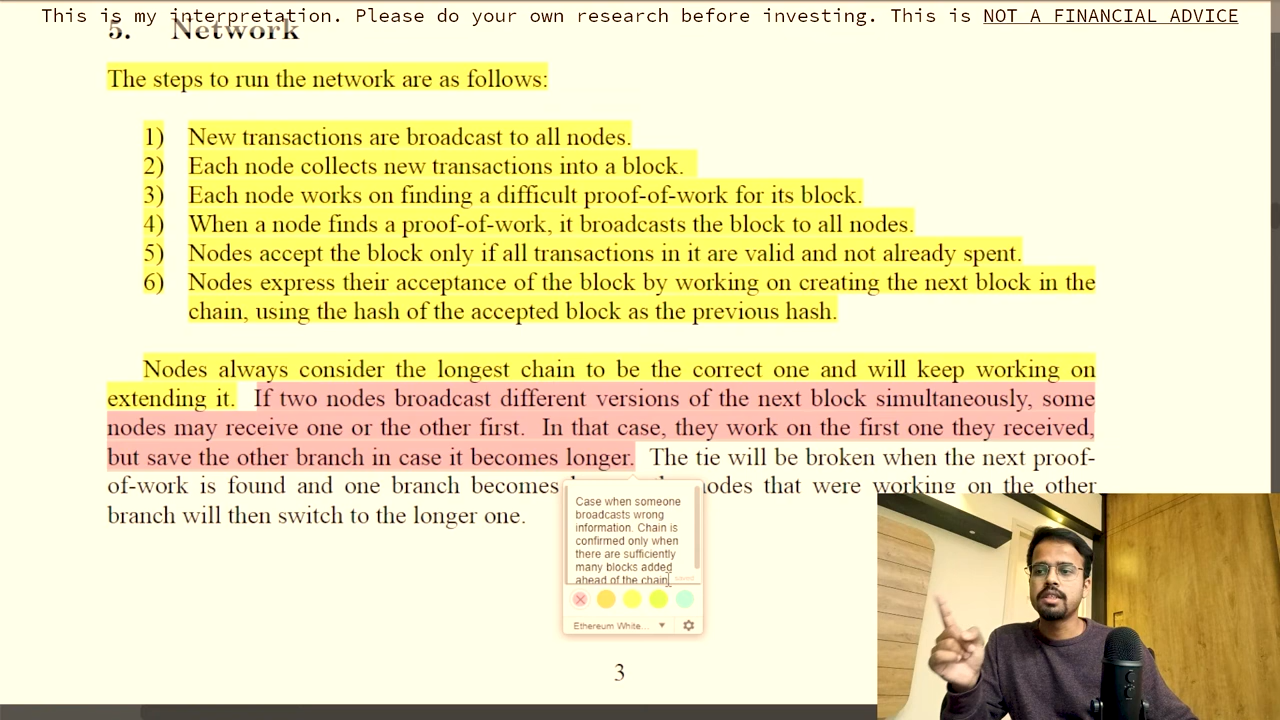 This is my interpretation. Please do your own research before investing. This is NOT A FINANCIAL ADVICE
5. Network
The steps to run the network are as follows:
1) New transactions are broadcast to all nodes.
2) Each node collects new transactions into a block.
3) Each node works on finding a difficult proof-of-work for its block.
4) When a node finds a proof-of-work, it broadcasts the block to all nodes.
5) Nodes accept the block only if all transactions in it are valid and not already spent.
6) Nodes express their acceptance of the block by working on creating the next block in the
chain, using the hash of the accepted block as the previous hash.
Nodes always consider the longest chain to be the correct one and will keep working on
extending it. If two nodes broadcast different versions of the next block simultaneously, some
nodes may receive one or the other first. In that case, they work on the first one they received,
but save the other branch in case it becomes longer. The tie will be broken when the next proof-
of-work is found and one branch becomes nodes that were working on the other
branch will then switch to the longer one.
Case when someone
broadcasts wrong
information. Chain is
confirmed only when
there are sufficiently
many blocks added
ahead of the chain
Ethereum White...
3